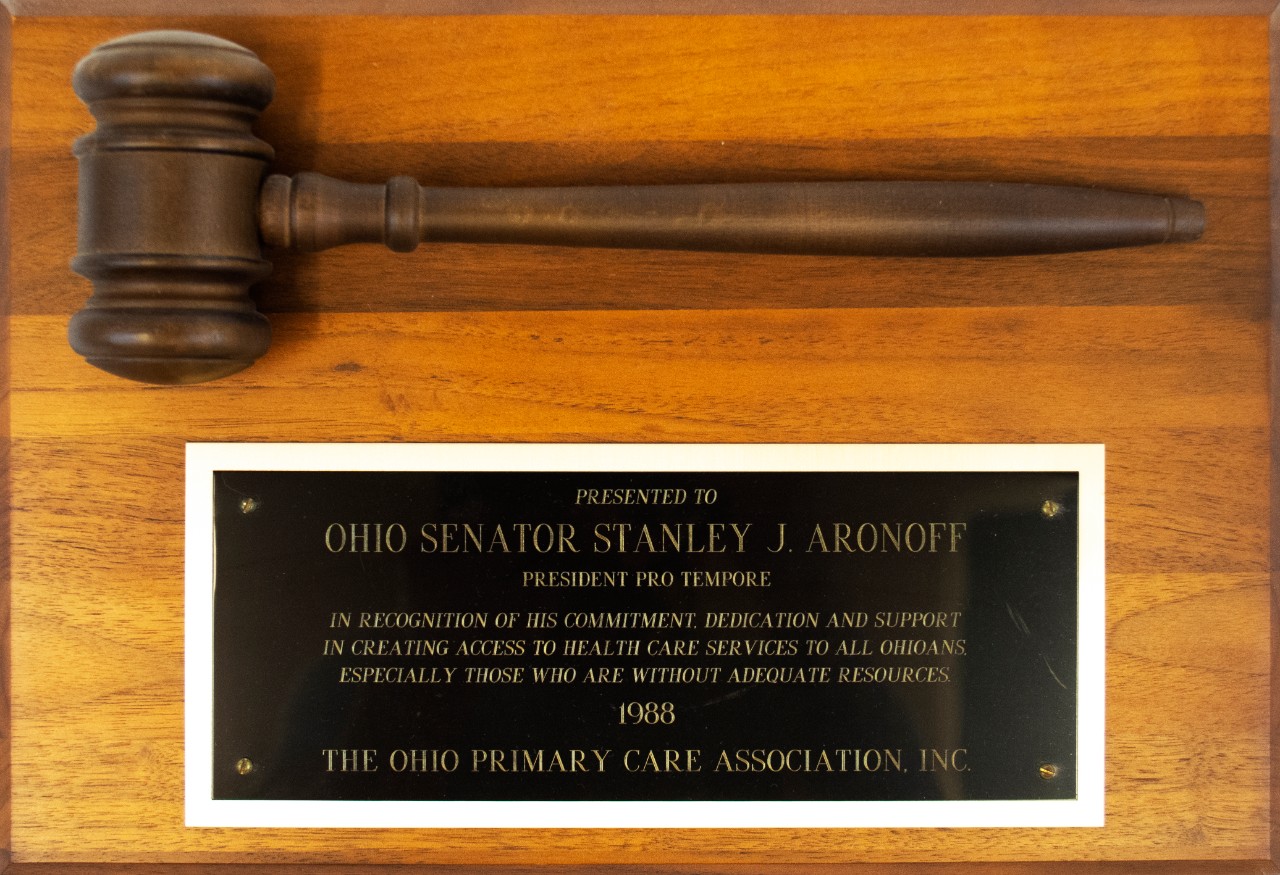 PRESENTED TO
OHIO SENATOR STANLEY J. ARONOFF
PRESIDENT PRO TEMPORE
IN RECOGNITION OF HIS COMMITMENT, DEDICATION AND SUPPORT
IN CREATING ACCESS TO HEALTH CARE SERVICES TO ALL OHIOANS,
ESPECIALLY THOSE WHO ARE WITHOUT ADEQUATE RESOURCES.
1988
THE OHIO PRIMARY CARE ASSOCIATION, INC.